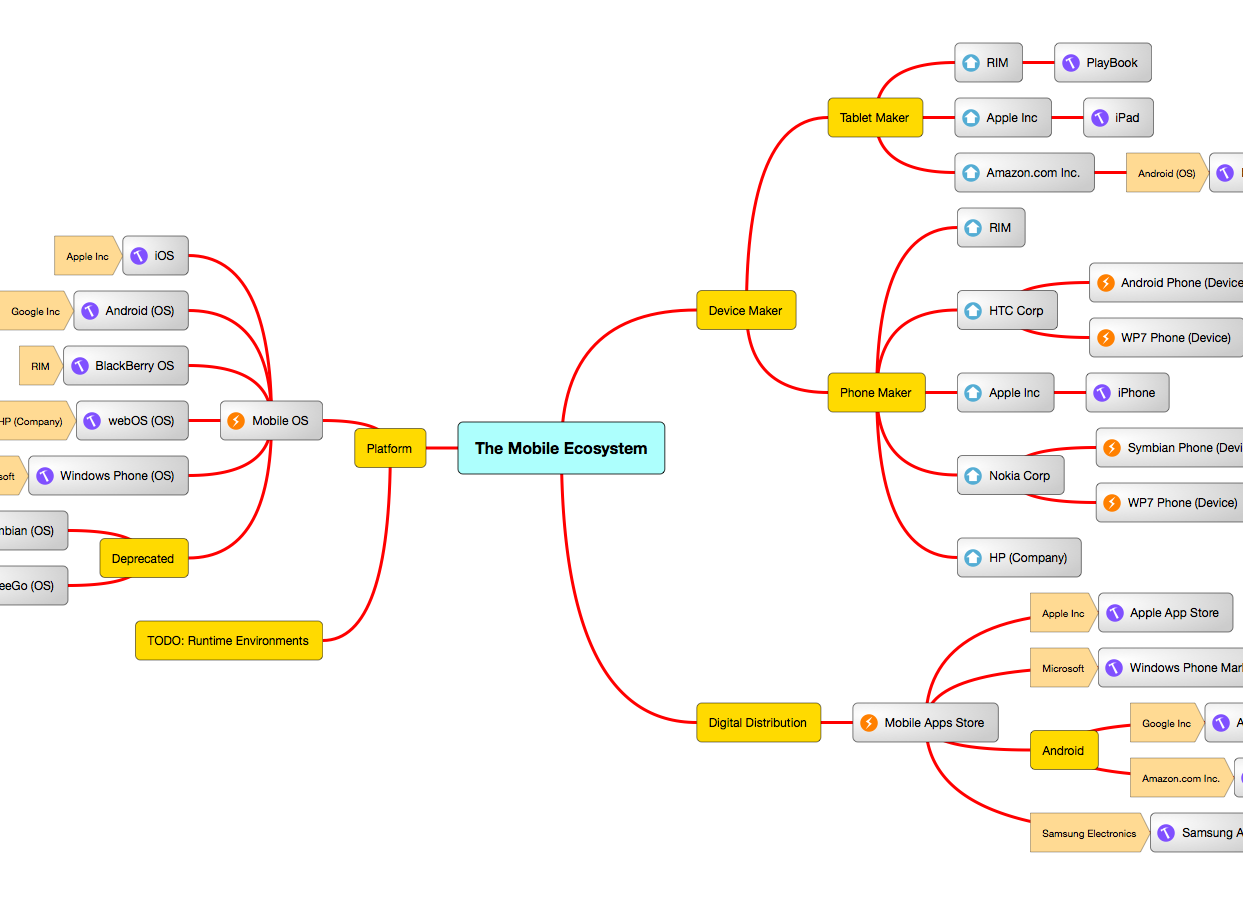 The Mobile Ecosystem
Platform
Mobile OS
Apple Inc
iOS
Google Inc
Android (OS)
RIM
BlackBerry OS
HP (Company)
webOS (OS)
Windows Phone (OS)
Deprecated
(OS)
(OS)
TODO: Runtime Environments
Device Maker
Tablet Maker
RIM
PlayBook
Apple Inc
iPad
Amazon.com Inc.
Android (OS)
Phone Maker
RIM
HTC Corp
Android Phone (Device
WP7 Phone (Device)
Apple Inc
iPhone
Nokia Corp
Symbian Phone (Devi
WP7 Phone (Device)
HP (Company)
Digital Distribution
Mobile Apps Store
Apple Inc
Apple App Store
Microsoft
Windows Phone Mar
Android
Google Inc
Amazon.com Inc.
Samsung Electronics
Samsung A